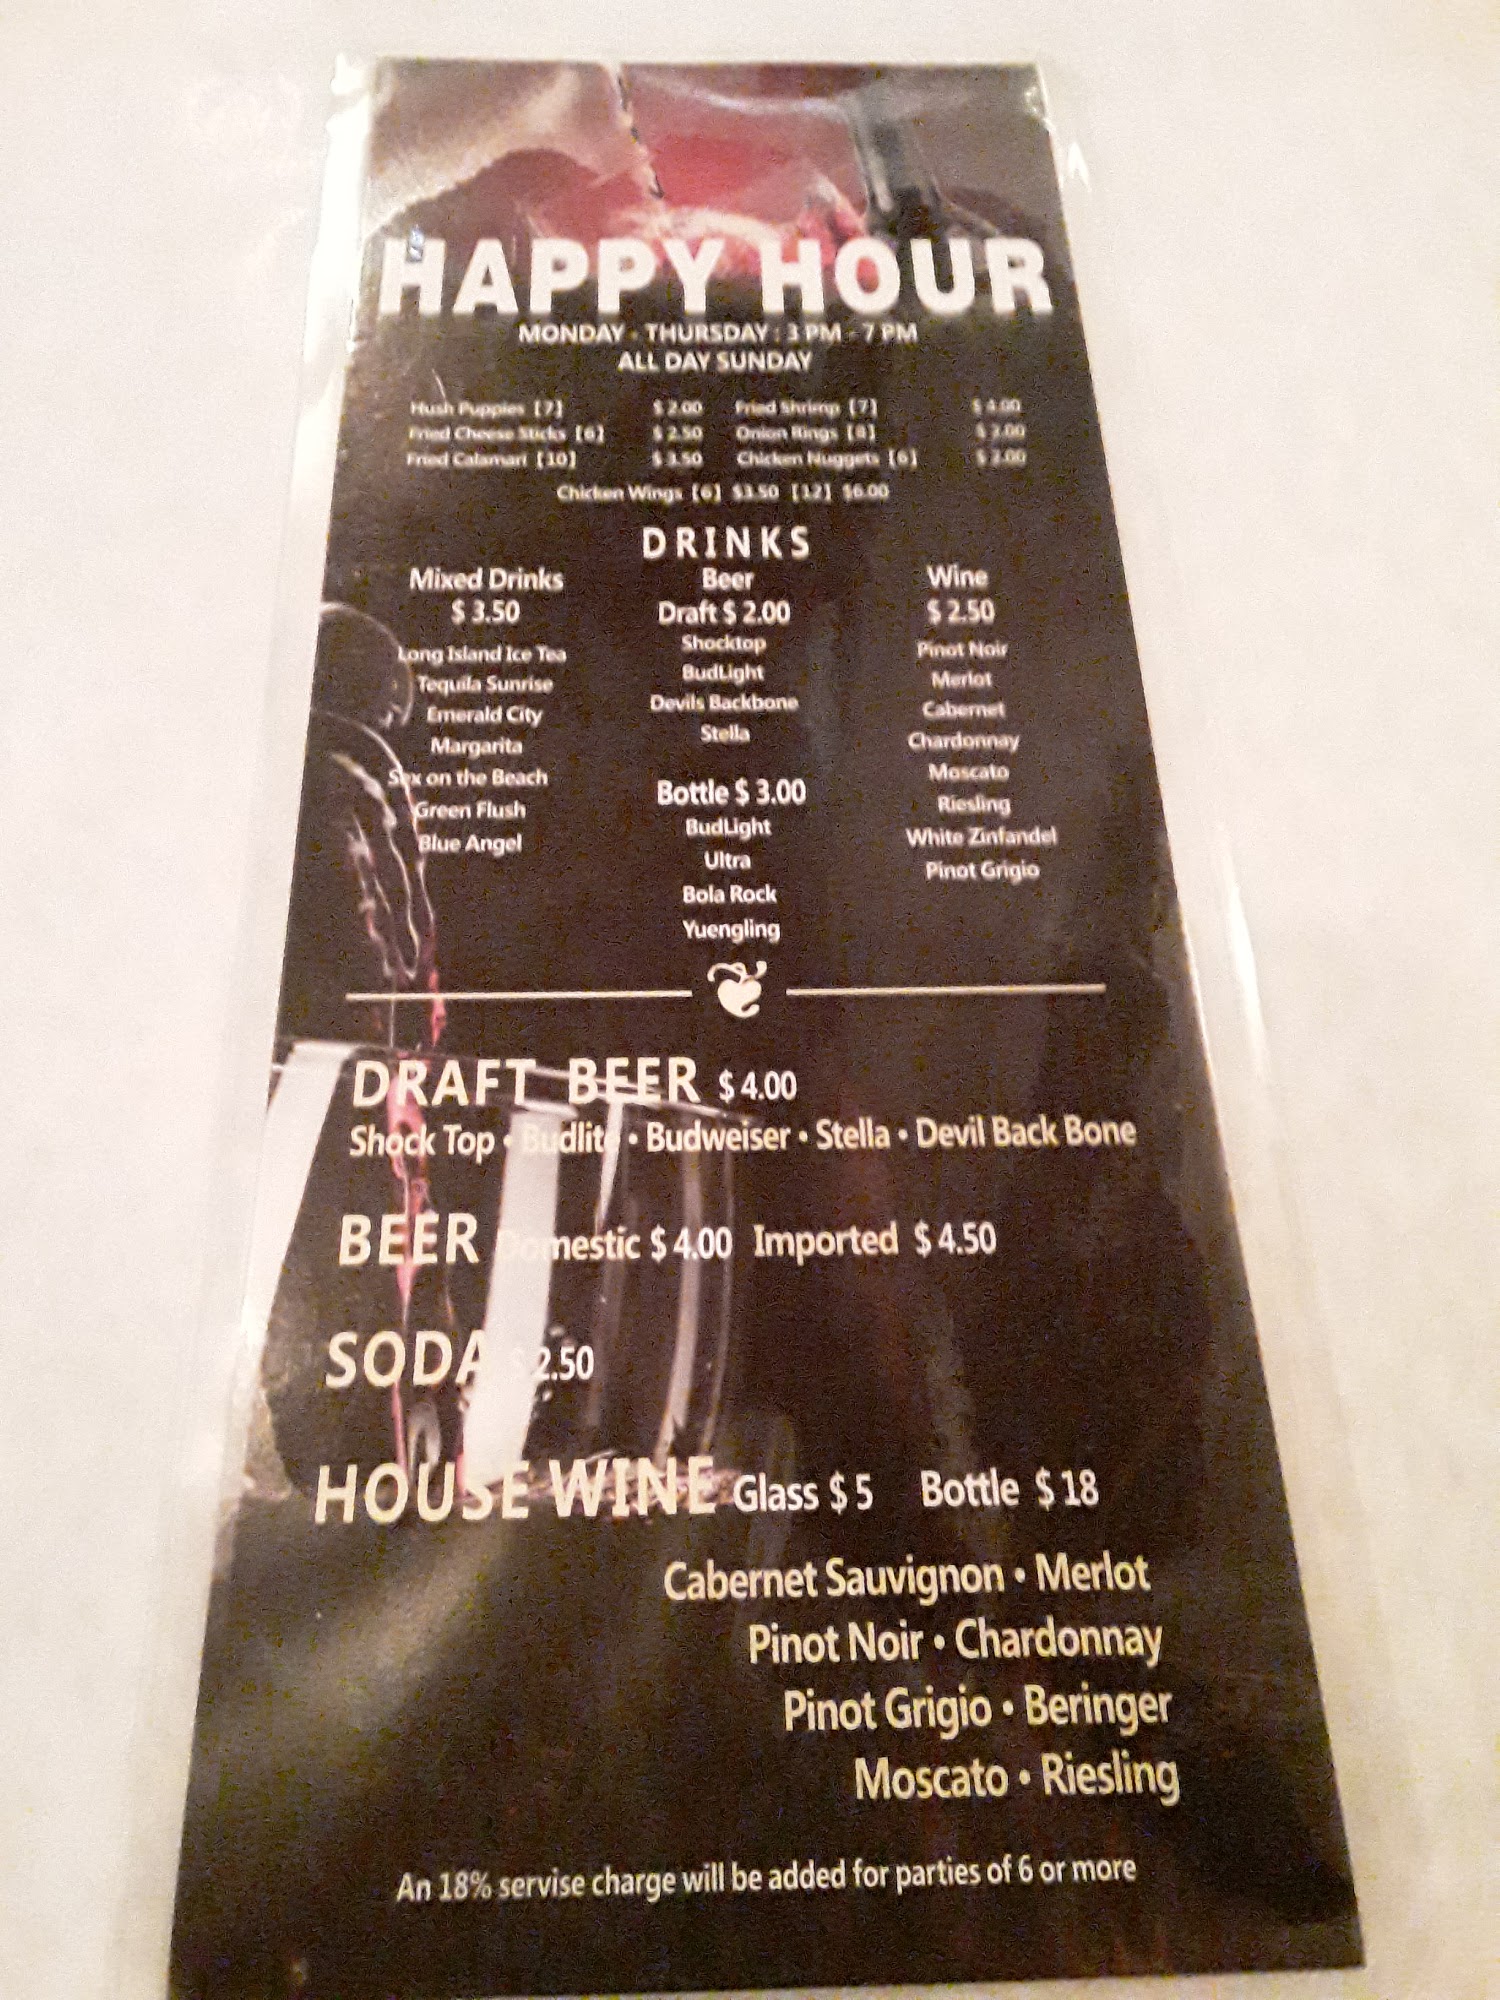 HAPPY HOUR
MONDAY - THURSDAY : 3 PM - 7 PM
ALL DAY SUNDAY
Hush Puppies [7] $ 2.00 Fried Shrimp [7] $ 4.00
Fried Cheese Sticks [6] $ 2.50 Onion Rings [8]
Fried Calamari [10] $ 3.50 Chicken Nuggets [6] $ 2.00
Chicken Wings [6] $3.50 [12] $6.00
DRINKS
Mixed Drinks
$ 3.50
Long Island Ice Tea
Tequila Sunrise
Emerald City
Margarita
Sex on the Beach
Green Flush
Blue Angel
Beer
Draft $ 2.00
Shocktop
BudLight
Devils Backbone
Stella
Bottle $ 3.00
BudLight
Ultra
Bola Rock
Yuengling
Wine
$ 2.50
Pinot Noir
Merlot
Cabernet
Chardonnay
Moscato
Riesling
White Zinfandel
Pinot Grigio
DRAFT BEER $ 4.00
Shock Top • Budlite • Budweiser • Stella • Devil Back Bone
BEER Domestic $ 4.00 Imported $ 4.50
SODA $ 2.50
HOUSE WINE Glass $ 5 Bottle $ 18
Cabernet Sauvignon • Merlot
Pinot Noir • Chardonnay
Pinot Grigio • Beringer
Moscato • Riesling
An 18% servise charge will be added for parties of 6 or more